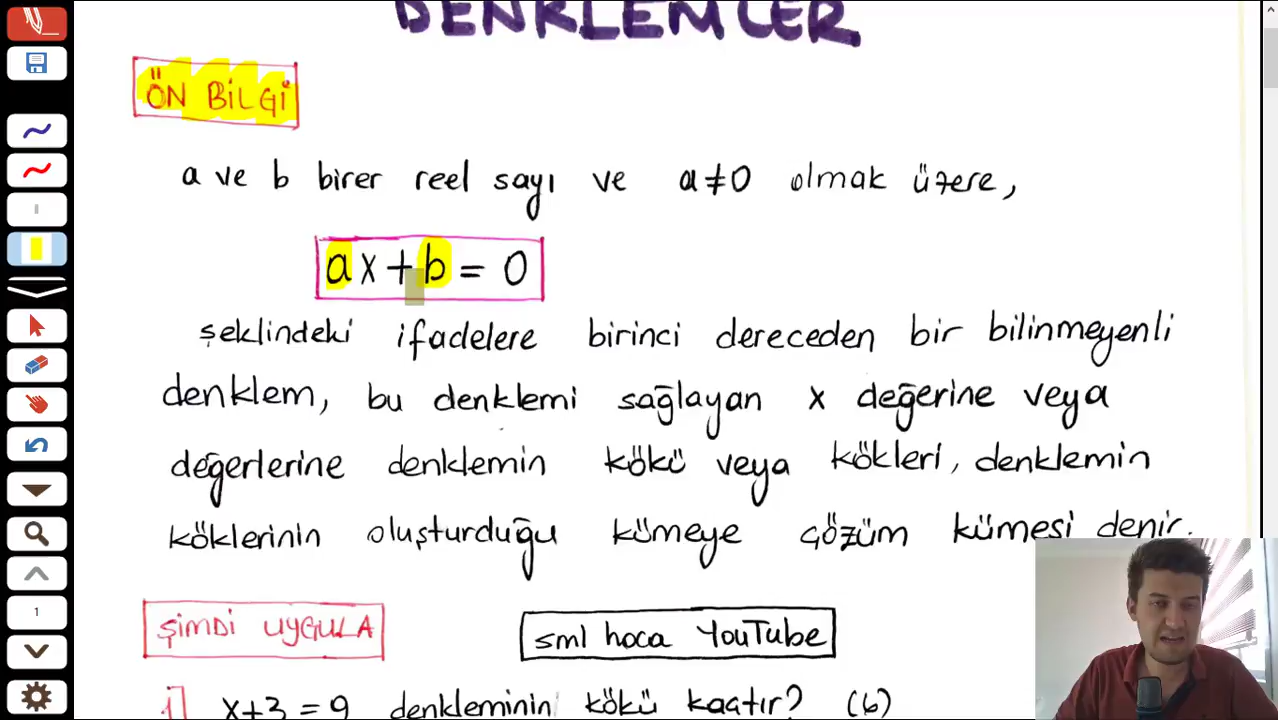 DENKLEMLER
ÖN BİLGİ
a ve b birer reel sayı ve a≠0 olmak üzere,
ax+b=0
şeklindeki ifadelere birinci dereceden bir bilinmeyenli
denklem, bu denklemi sağlayan x değerine veya
değerlerine denklemin kökü veya kökleri, denklemin
köklerinin oluşturduğu kümeye çözüm kümesi denir.
ŞİMDİ UYGULA
sml hoca YouTube
1] x+3=9 denkleminin kökü kaçtır? (6)
1